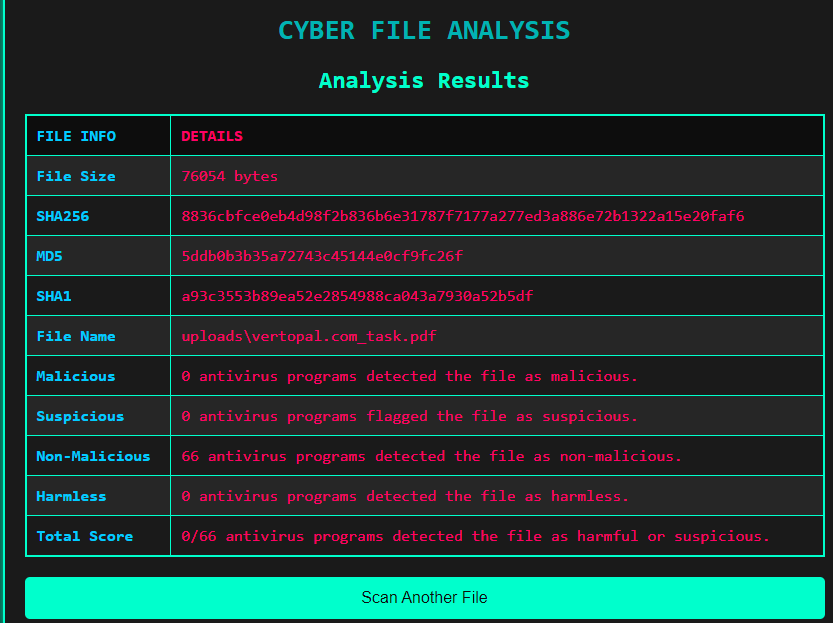 CYBER FILE ANALYSIS
Analysis Results
FILE INFO DETAILS
File Size 76054 bytes
SHA256 8836cbfce0eb4d98f2b836b6e31787f7177a277ed3a886e72b1322a15e20faf6
MD5 5ddb0b3b35a72743c45144e0cf9fc26f
SHA1 a93c3553b89ea52e2854988ca043a7930a52b5df
File Name uploads\vertopal.com_task.pdf
Malicious 0 antivirus programs detected the file as malicious.
Suspicious 0 antivirus programs flagged the file as suspicious.
Non-Malicious 66 antivirus programs detected the file as non-malicious.
Harmless 0 antivirus programs detected the file as harmless.
Total Score 0/66 antivirus programs detected the file as harmful or suspicious.
Scan Another File